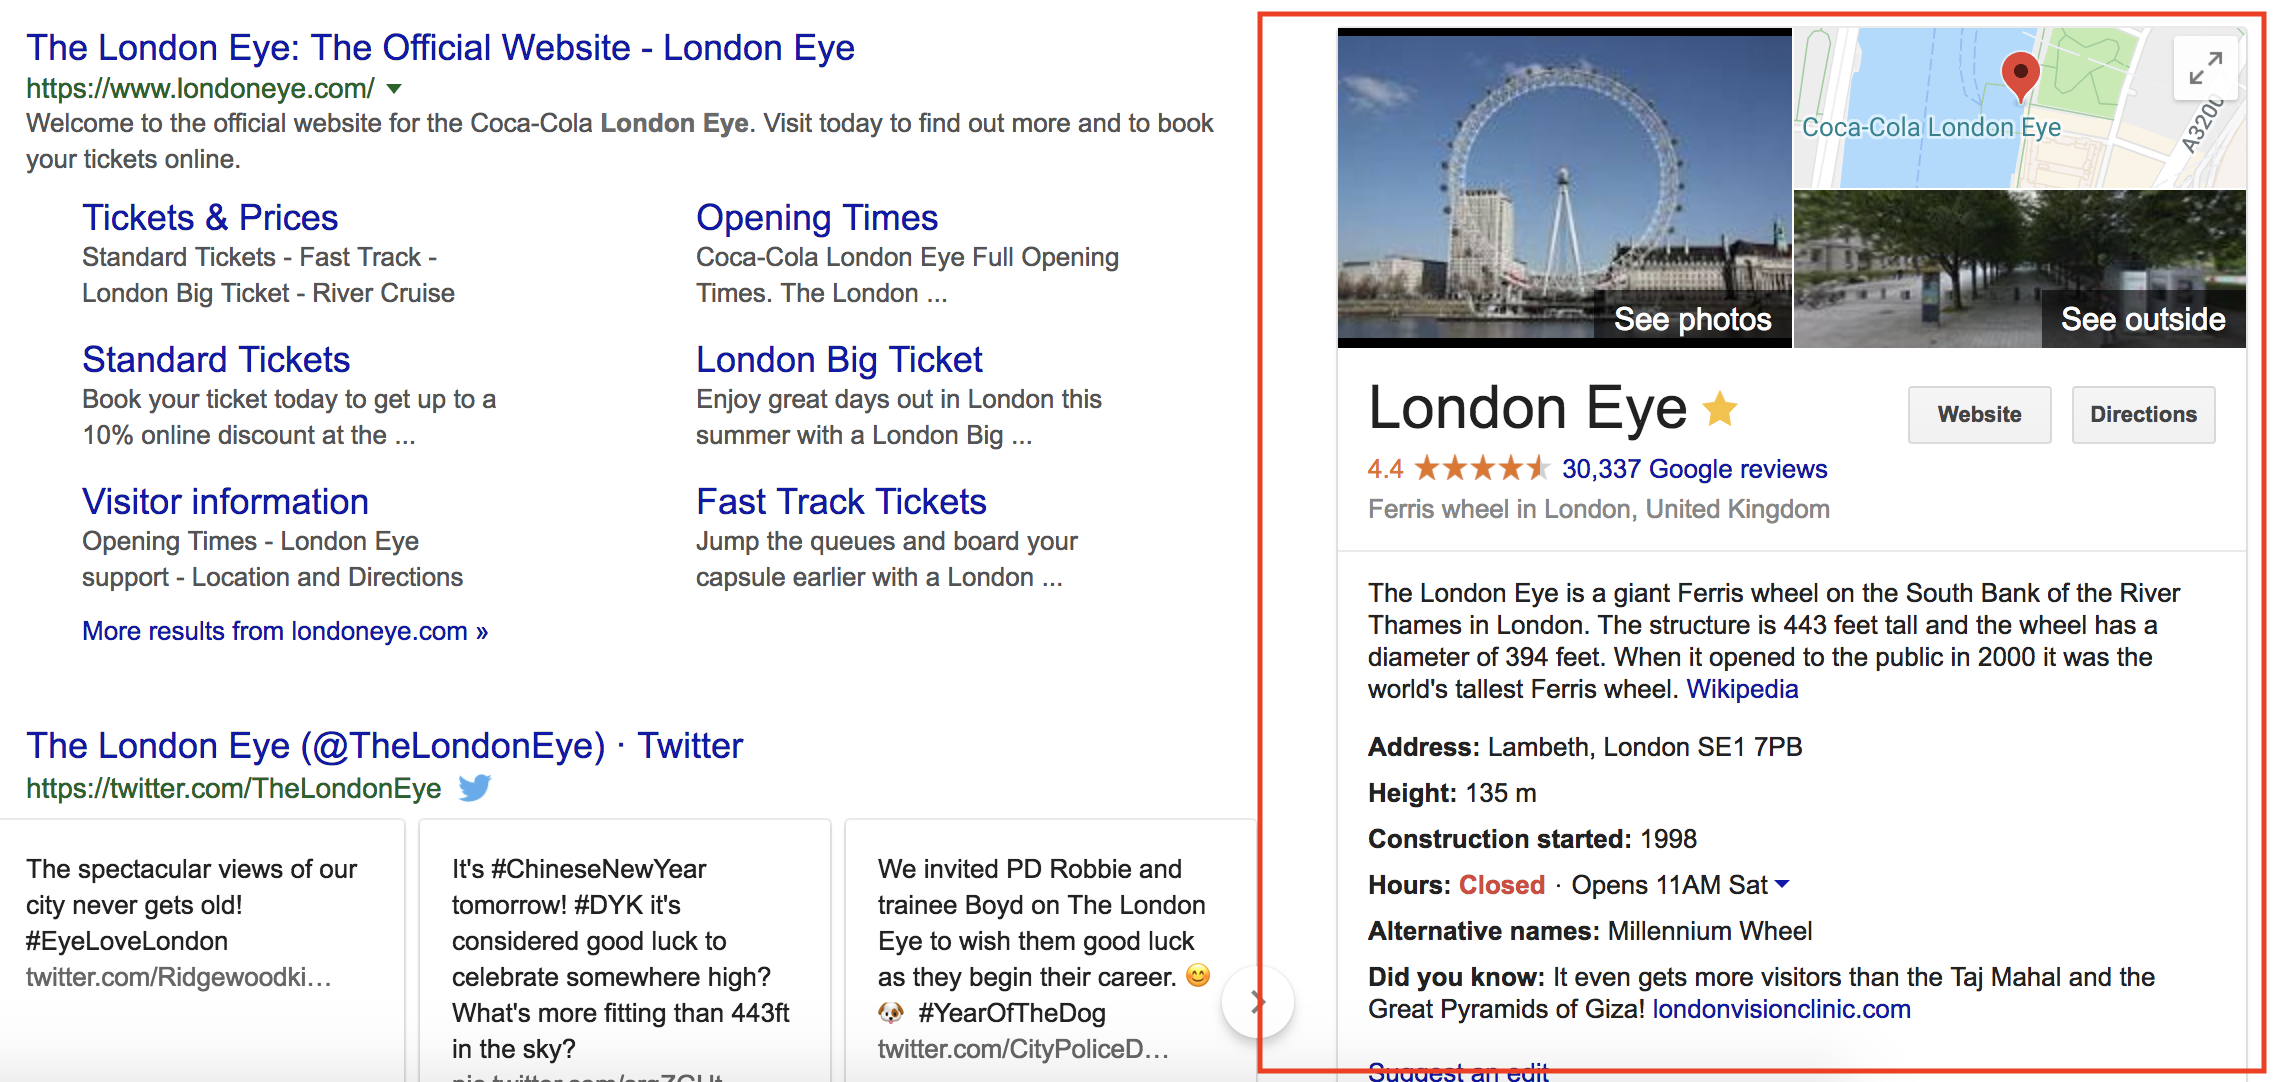 The London Eye: The Official Website - London Eye
https://www.londoneye.com/
Welcome to the official website for the Coca-Cola London Eye. Visit today to find out more and to book
your tickets online.
Tickets & Prices
Standard Tickets - Fast Track -
London Big Ticket - River Cruise
Opening Times
Coca-Cola London Eye Full Opening
Times. The London ...
Standard Tickets
Book your ticket today to get up to a
10% online discount at the ...
London Big Ticket
Enjoy great days out in London this
summer with a London Big ...
Visitor information
Opening Times - London Eye
support - Location and Directions
Fast Track Tickets
Jump the queues and board your
capsule earlier with a London ...
More results from londoneye.com »
The London Eye (@TheLondonEye) · Twitter
https://twitter.com/TheLondonEye
The spectacular views of our
city never gets old!
#EyeLoveLondon
twitter.com/Ridgewoodki...
It's #ChineseNewYear
tomorrow! #DYK it's
considered good luck to
celebrate somewhere high?
What's more fitting than 443ft
in the sky?
We invited PD Robbie and
trainee Boyd on The London
Eye to wish them good luck
as they begin their career. 😊
🐶 #YearOfTheDog
twitter.com/CityPoliceD...
Coca-Cola London Eye
A3200
See photos
See outside
London Eye
Website
Directions
4.4 30,337 Google reviews
Ferris wheel in London, United Kingdom
The London Eye is a giant Ferris wheel on the South Bank of the River
Thames in London. The structure is 443 feet tall and the wheel has a
diameter of 394 feet. When it opened to the public in 2000 it was the
world's tallest Ferris wheel. Wikipedia
Address: Lambeth, London SE1 7PB
Height: 135 m
Construction started: 1998
Hours: Closed · Opens 11AM Sat
Alternative names: Millennium Wheel
Did you know: It even gets more visitors than the Taj Mahal and the
Great Pyramids of Giza! londonvisionclinic.com
Suggest an edit